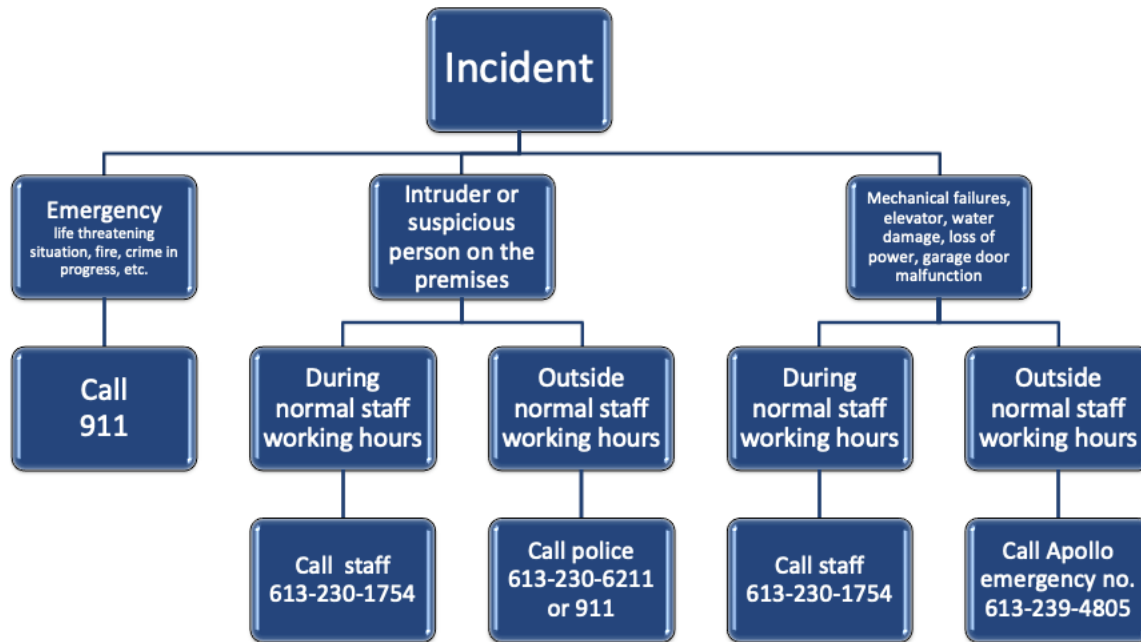 Incident
Emergency
life threatening
situation, fire, crime in
progress, etc.
Intruder or
suspicious
person on the
premises
Mechanical failures,
elevator, water
damage, loss of
power, garage door
malfunction
Call
911
During
normal staff
working hours
Outside
normal staff
working hours
During
normal staff
working hours
Outside
normal staff
working hours
Call staff
613-230-1754
Call police
613-230-6211
or 911
Call staff
613-230-1754
Call Apollo
emergency no.
613-239-4805